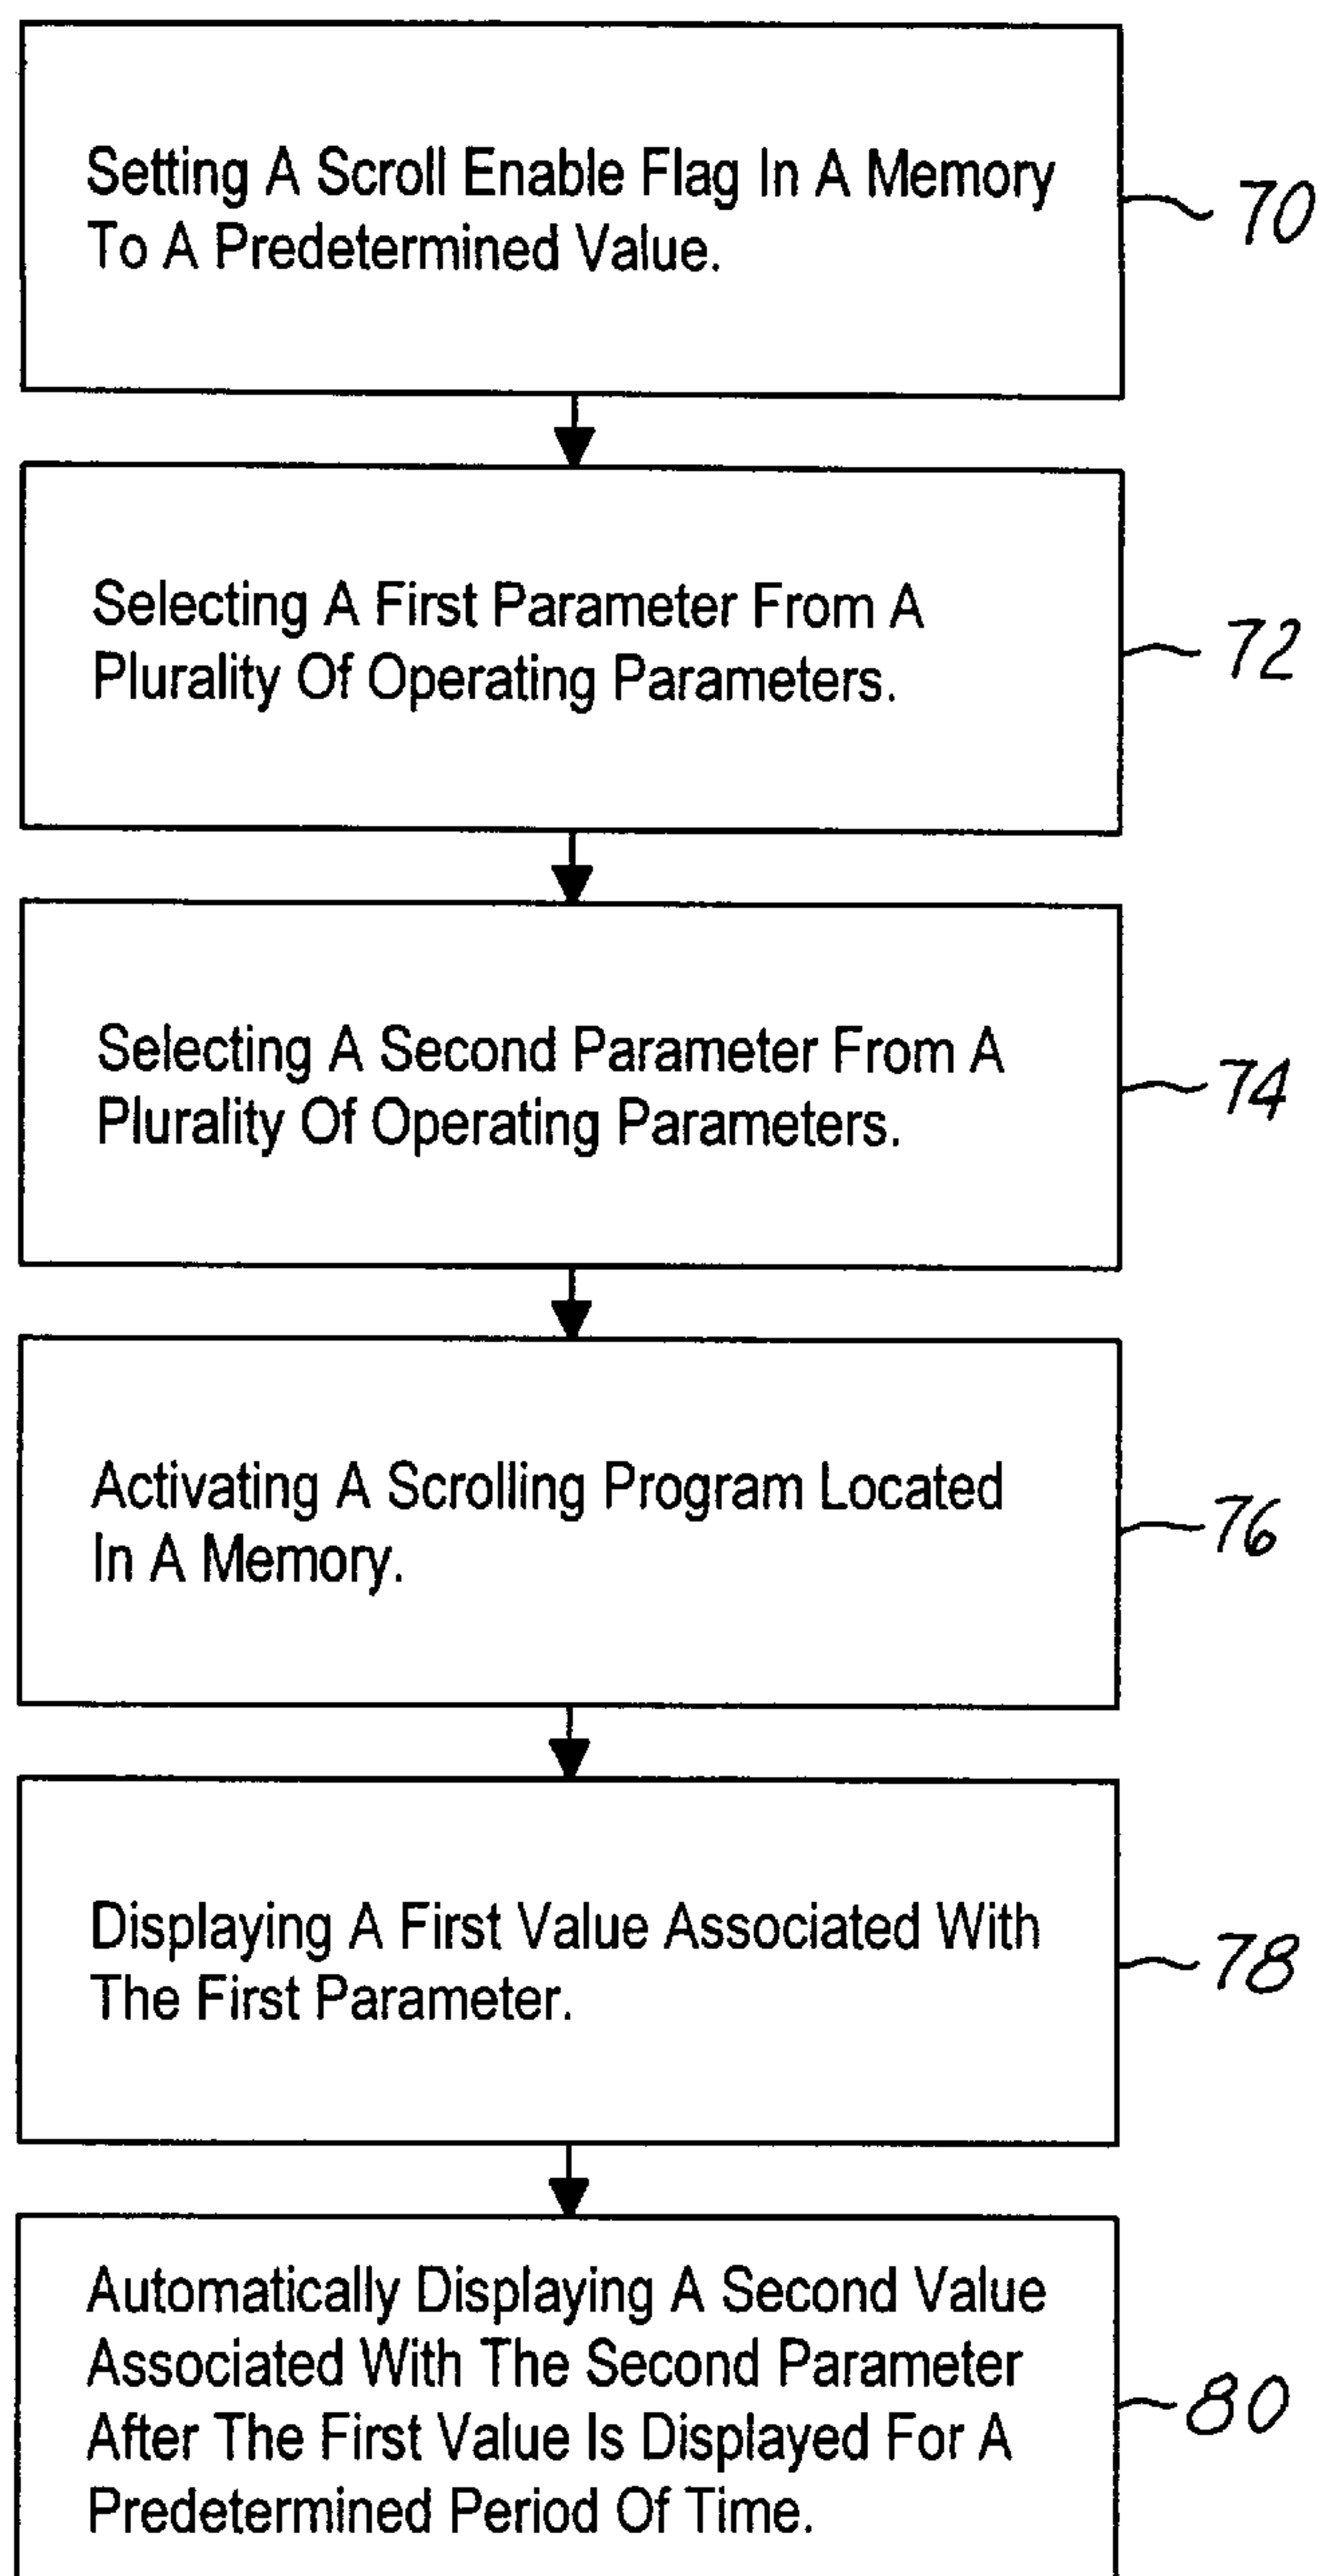 Setting A Scroll Enable Flag In A Memory
To A Predetermined Value.
70
Selecting A First Parameter From A
Plurality Of Operating Parameters.
72
Selecting A Second Parameter From A
Plurality Of Operating Parameters.
74
Activating A Scrolling Program Located
In A Memory.
76
Displaying A First Value Associated With
The First Parameter.
78
Automatically Displaying A Second Value
Associated With The Second Parameter
After The First Value Is Displayed For A
Predetermined Period Of Time.
80